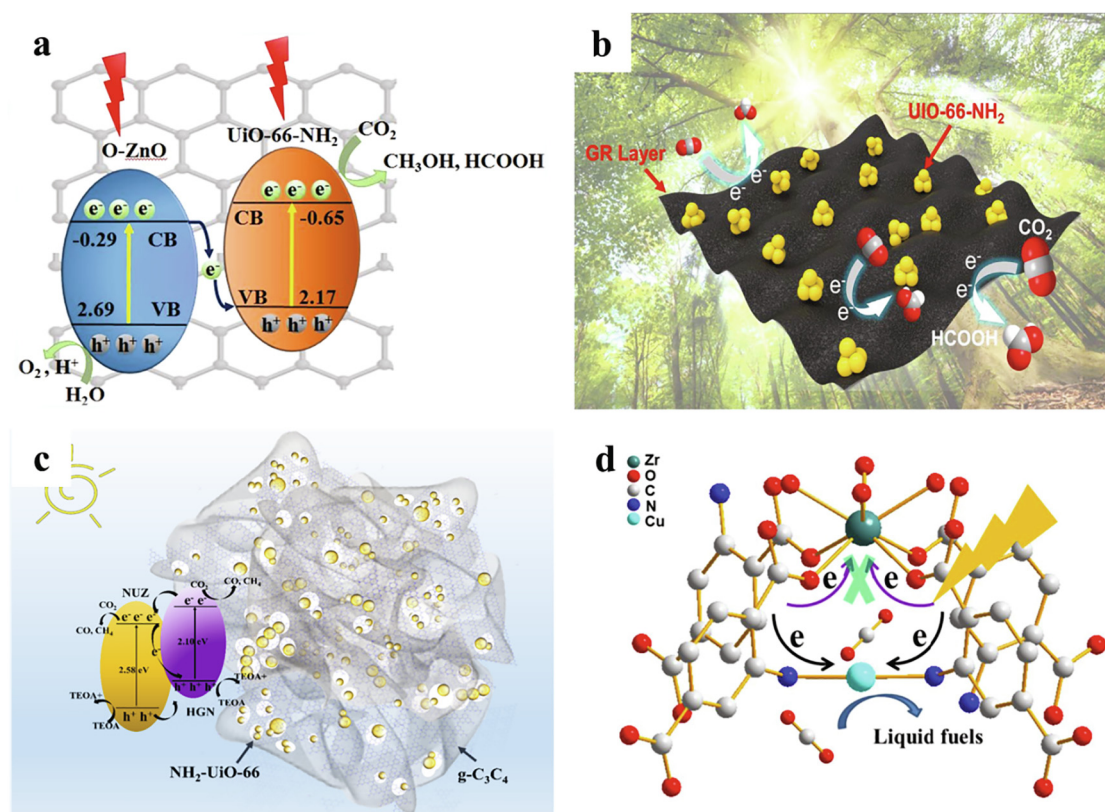 a
O-ZnO
UiO-66-NH₂
CO₂
CH₃OH, HCOOH
e⁻ e⁻ e⁻
CB
-0.65
e⁻ e⁻ e⁻
-0.29 CB
e⁻
VB 2.17
h⁺ h⁺ h⁺
2.69 VB
h⁺ h⁺ h⁺
O₂ , H⁺
H₂O
b
UIO-66-NH₂
GR Layer
e⁻
e⁻
CO₂
e⁻
e⁻
e⁻
e⁻
HCOOH
c
NUZ
CO₂
CO, CH₄
e⁻ e⁻
CO₂
e⁻ e⁻ e⁻
CO, CH₄
2.10 eV
2.58 eV
e⁻
TEOA+
h⁺ h⁺ h⁺
TEOA+
TEOA
HGN
h⁺ h⁺
TEOA
NH₂-UiO-66
g-C₃C₄
d
Zr
O
C
N
Cu
e e
e e
Liquid fuels